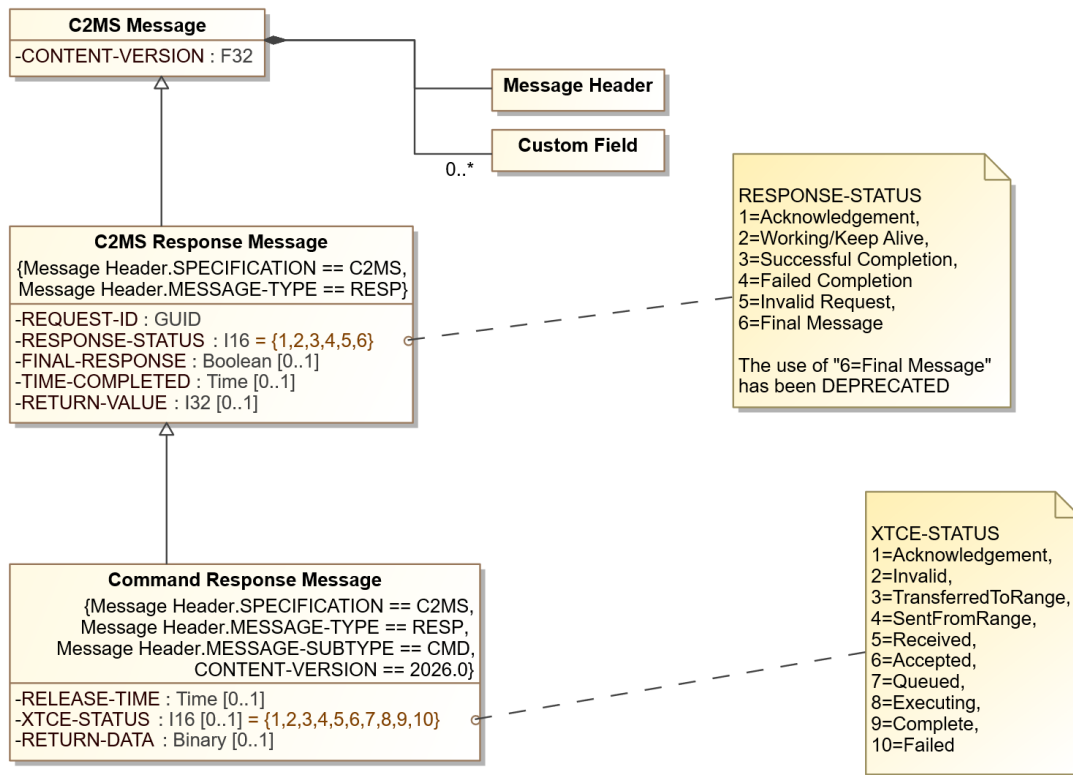 C2MS Message
-CONTENT-VERSION : F32
Message Header
Custom Field
0..*
C2MS Response Message
{Message Header.SPECIFICATION == C2MS,
Message Header.MESSAGE-TYPE == RESP}
-REQUEST-ID : GUID
-RESPONSE-STATUS : I16 = {1,2,3,4,5,6}
-FINAL-RESPONSE : Boolean [0..1]
-TIME-COMPLETED : Time [0..1]
-RETURN-VALUE : I32 [0..1]
RESPONSE-STATUS
1=Acknowledgement,
2=Working/Keep Alive,
3=Successful Completion,
4=Failed Completion
5=Invalid Request,
6=Final Message
The use of "6=Final Message"
has been DEPRECATED
Command Response Message
{Message Header.SPECIFICATION == C2MS,
Message Header.MESSAGE-TYPE == RESP,
Message Header.MESSAGE-SUBTYPE == CMD,
CONTENT-VERSION == 2026.0}
-RELEASE-TIME : Time [0..1]
-XTCE-STATUS : I16 [0..1] = {1,2,3,4,5,6,7,8,9,10}
-RETURN-DATA : Binary [0..1]
XTCE-STATUS
1=Acknowledgement,
2=Invalid,
3=TransferredToRange,
4=SentFromRange,
5=Received,
6=Accepted,
7=Queued,
8=Executing,
9=Complete,
10=Failed